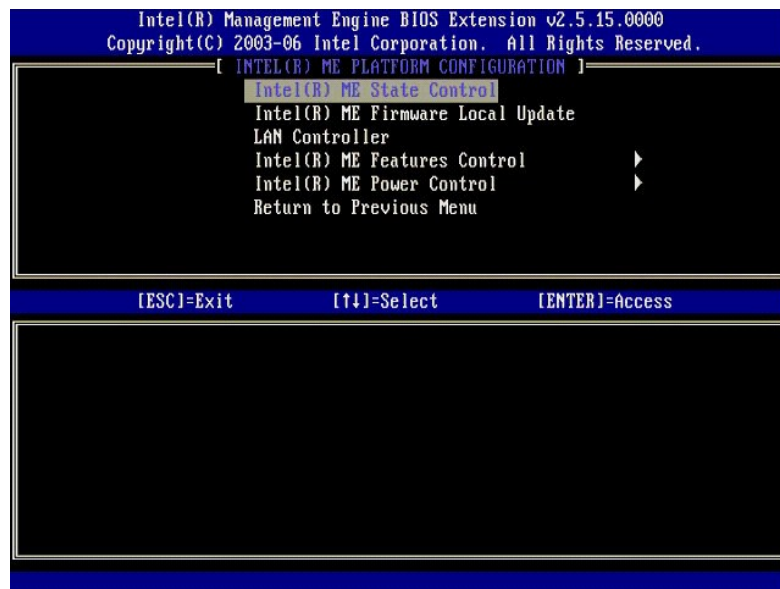 Intel(R) Management Engine BIOS Extension v2.5.15.0000
Copyright(C) 2003-06 Intel Corporation. All Rights Reserved.
[ INTEL(R) ME PLATFORM CONFIGURATION ]
Intel(R) ME State Control
Intel(R) ME Firmware Local Update
LAN Controller
Intel(R) ME Features Control ►
Intel(R) ME Power Control ►
Return to Previous Menu
[ESC]=Exit [↑↓]=Select [ENTER]=Access